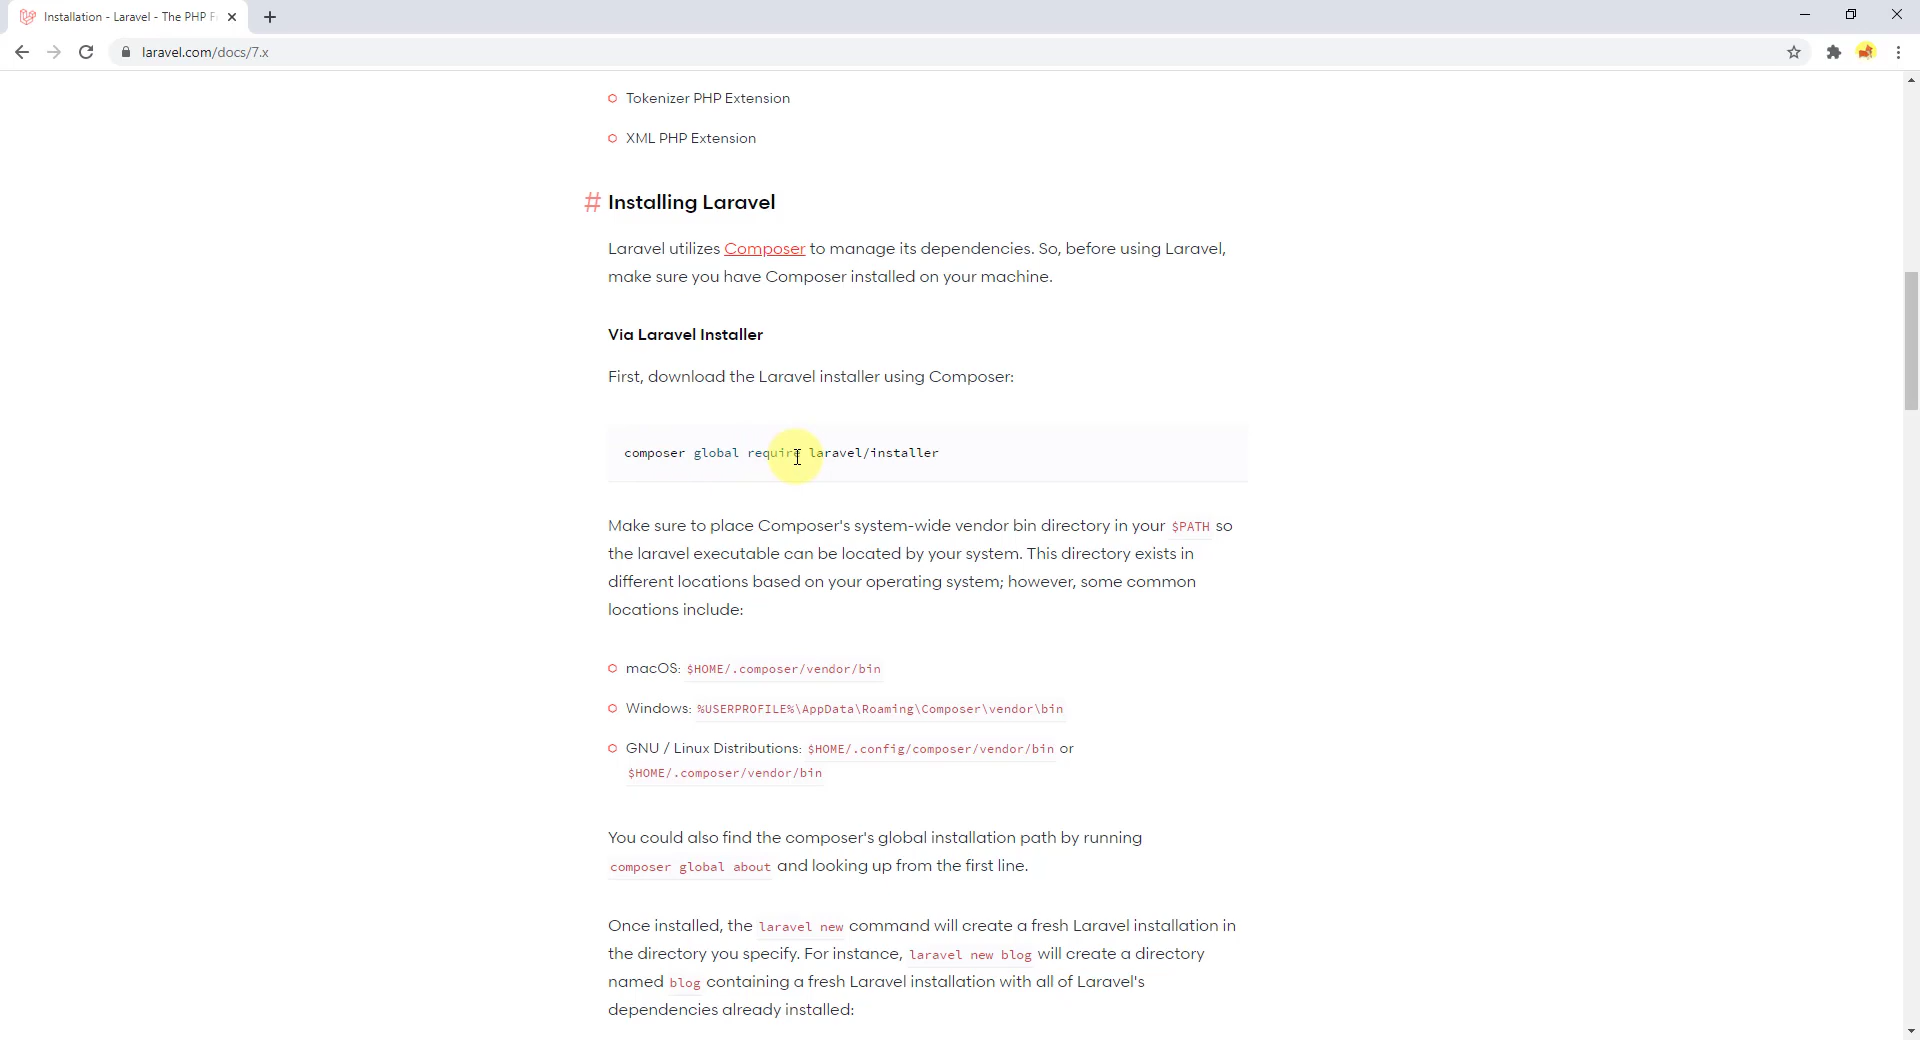 Installation - Laravel - The PHP F
laravel.com/docs/7.x
Tokenizer PHP Extension
XML PHP Extension
# Installing Laravel
Laravel utilizes Composer to manage its dependencies. So, before using Laravel,
make sure you have Composer installed on your machine.
Via Laravel Installer
First, download the Laravel installer using Composer:
composer global require laravel/installer
Make sure to place Composer's system-wide vendor bin directory in your $PATH so
the laravel executable can be located by your system. This directory exists in
different locations based on your operating system; however, some common
locations include:
macOS: $HOME/.composer/vendor/bin
Windows: %USERPROFILE%\AppData\Roaming\Composer\vendor\bin
GNU / Linux Distributions: $HOME/.config/composer/vendor/bin or
$HOME/.composer/vendor/bin
You could also find the composer's global installation path by running
composer global about and looking up from the first line.
Once installed, the laravel new command will create a fresh Laravel installation in
the directory you specify. For instance, laravel new blog will create a directory
named blog containing a fresh Laravel installation with all of Laravel's
dependencies already installed: